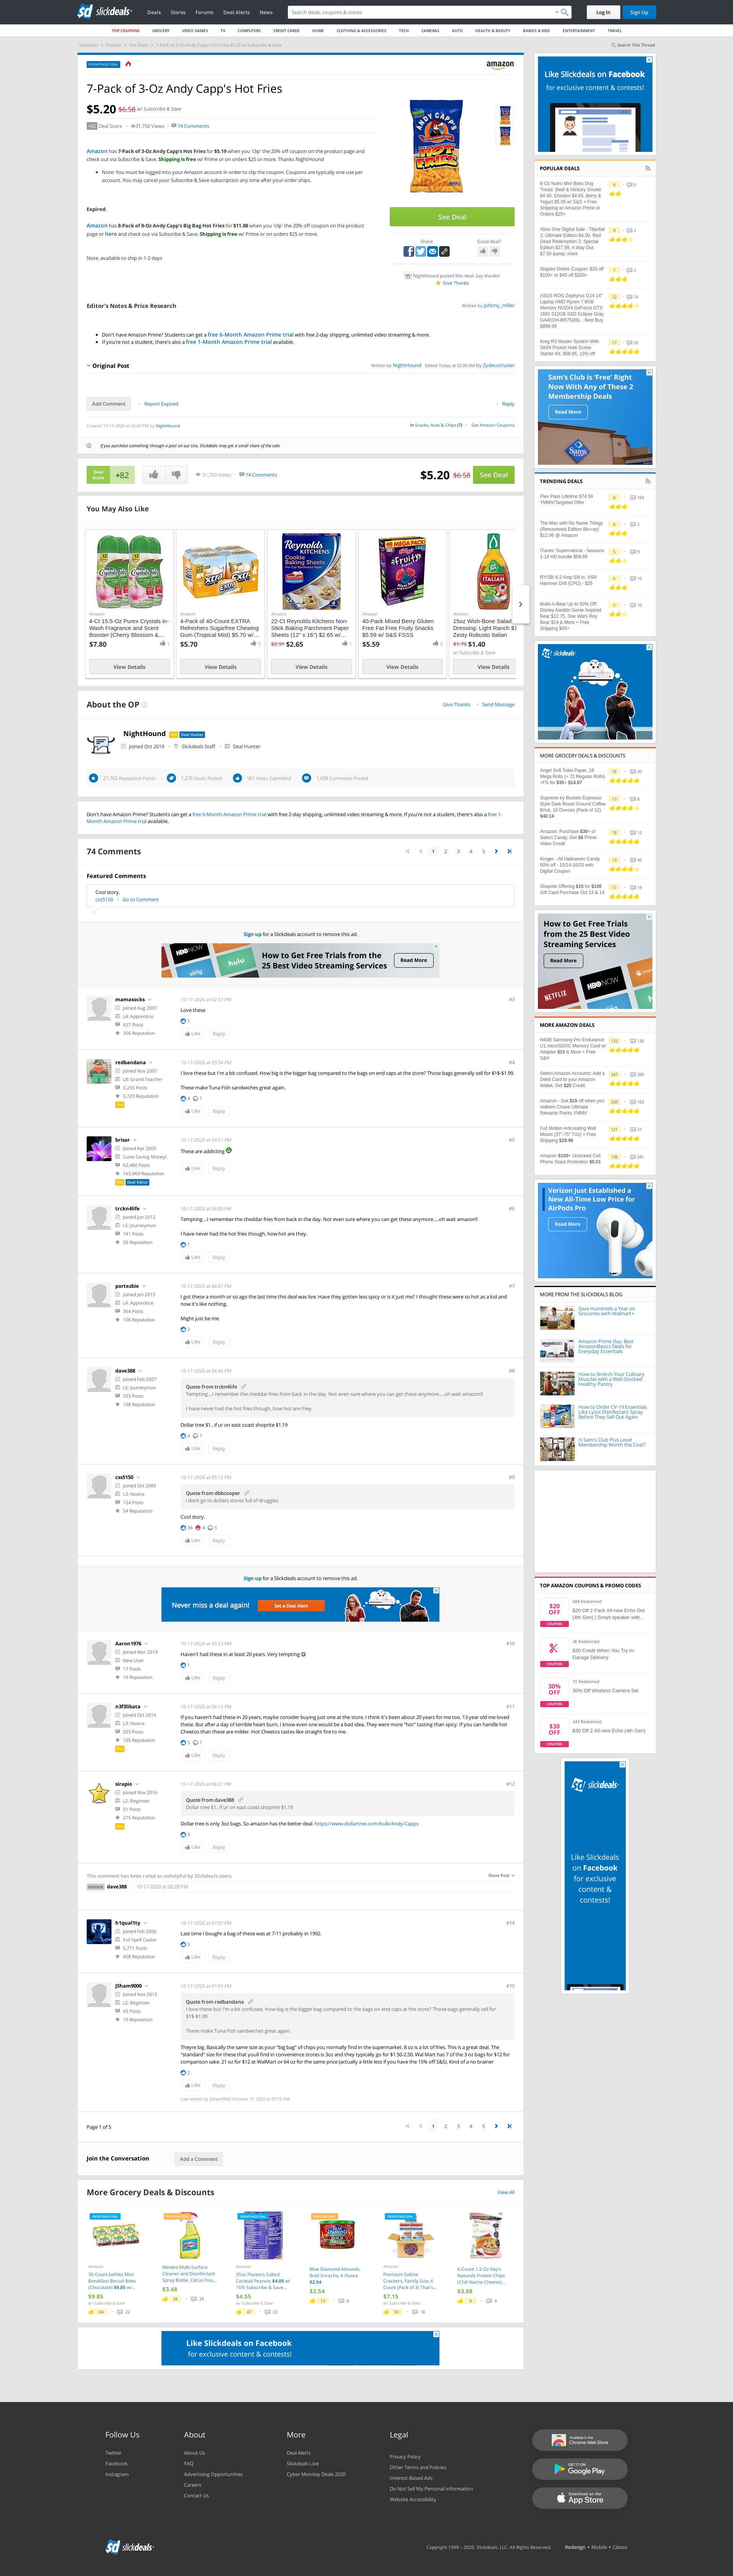 slickdeals
Deals Stores Forums Deal Alerts News
Search deals, coupons & stores
Log In
Sign Up
TOP COUPONS GROCERY VIDEO GAMES TV COMPUTERS CREDIT CARDS HOME CLOTHING & ACCESSORIES TECH CAMERAS AUTO HEALTH & BEAUTY BABIES & KIDS ENTERTAINMENT TRAVEL
Search This Thread
FRONTPAGE DEAL
amazon
7-Pack of 3-Oz Andy Capp's Hot Fries
$5.20 $6.58 w/ Subscribe & Save
+82 Deal Score 31,750 Views 74 Comments
Amazon has 7-Pack of 3-Oz Andy Capp's Hot Fries for $5.19 when you 'clip' the 20% off coupon on the product page and
check out via Subscribe & Save. Shipping is free w/ Prime or on orders $25 or more. Thanks NightHound
Note: You must be logged into your Amazon account in order to clip the coupon. Coupons are typically one use per
account. You may cancel your Subscribe & Save subscription any time after your order ships.
Expired:
Amazon has 8-Pack of 8-Oz Andy Capp's Big Bag Hot Fries for $11.88 when you 'clip' the 20% off coupon on the product
page or here and check out via Subscribe & Save. Shipping is free w/ Prime or on orders $25 or more.
Note, available to ship in 1-2 days
See Deal
Share
Good deal?
NightHound posted this deal. Say thanks!
Give Thanks
Editor's Notes & Price Research
Written by johnny_miller
Don't have Amazon Prime? Students can get a free 6-Month Amazon Prime trial with free 2-day shipping, unlimited video streaming & more.
If you're not a student, there's also a free 1-Month Amazon Prime trial available.
Original Post
Written by NightHound Edited Today at 02:00 AM by Zydecocruiser
Add Comment
Report Expired
Reply
Created 10-17-2020 at 02:42 PM by NightHound
in Snacks, Nuts & Chips (7) Get Amazon Coupons
If you purchase something through a post on our site, Slickdeals may get a small share of the sale.
Deal Score +82
31,750 Views 74 Comments
$5.20 $6.58 See Deal
You May Also Like
4-Ct 15.5-Oz Purex Crystals In-
Wash Fragrance and Scent
Booster (Cherry Blossom &...
$7.80
4-Pack of 40-Count EXTRA
Refreshers Sugarfree Chewing
Gum (Tropical Mist) $5.70 w/...
$5.70
22-Ct Reynolds Kitchens Non-
Stick Baking Parchment Paper
Sheets (12" x 16") $2.65 w/...
$2.91 $2.65
40-Pack Mixed Berry Gluten
Free Fat Free Fruity Snacks
$5.59 w/ S&S FSSS
$5.59
15oz Wish-Bone Salad
Dressing: Light Ranch $1
Zesty Robusto Italian
$1.76 $1.40
w/ Subscribe & Save
View Details View Details View Details View Details View Details
About the OP
Give Thanks Send Message
NightHound Pro Deal Hunter
Joined Oct 2019 Slickdeals Staff Deal Hunter
21,762 Reputation Points 1,276 Deals Posted 561 Votes Submitted 1,438 Comments Posted
Don't have Amazon Prime? Students can get a free 6-Month Amazon Prime trial with free 2-day shipping, unlimited video streaming & more. If you're not a student, there's also a free 1-
Month Amazon Prime trial available.
74 Comments
1 2 3 4 5
Featured Comments
Cool story.
css5150 Go to Comment
Sign up for a Slickdeals account to remove this ad.
How to Get Free Trials from the
25 Best Video Streaming Services
Read More
mamasocks
Joined Aug 2007
L4: Apprentice
427 Posts
356 Reputation
10-17-2020 at 02:57 PM
#3
Love these
1
Like Reply
redbandana
Joined Nov 2007
L8: Grand Teacher
3,255 Posts
3,729 Reputation
Pro
10-17-2020 at 03:54 PM
#4
I love these but I'm a bit confused. How big is the bigger bag compared to the bags on end caps at the store? Those bags generally sell for $1$-$1.99.
These make Tuna Fish sandwiches great again.
4 1
Like Reply
brisar
Joined Apr 2005
I Love Saving Money!
62,480 Posts
163,969 Reputation
Pro Deal Editor
10-17-2020 at 03:57 PM
#5
These are addicting
Like Reply
trckn4life
Joined Jun 2012
L5: Journeyman
741 Posts
26 Reputation
10-17-2020 at 04:00 PM
#6
Tempting...I remember the cheddar fries from back in the day. Not even sure where you can get these anymore....oh wait amazon!!
I have never had the hot fries though, how hot are they.
1
Like Reply
portezbie
Joined Jan 2015
L4: Apprentice
364 Posts
106 Reputation
10-17-2020 at 04:01 PM
#7
I got these a month or so ago the last time this deal was live. Have they gotten less spicy or is it just me? I thought these were so hot as a kid and
now it's like nothing.
Might just be me.
2
Like Reply
dave388
Joined Feb 2007
L5: Journeyman
703 Posts
108 Reputation
10-17-2020 at 04:46 PM
#8
Quote from trckn4life
Tempting...I remember the cheddar fries from back in the day. Not even sure where you can get these anymore....oh wait amazon!!
I have never had the hot fries though, how hot are they.
Dollar tree $1.. if ur on east coast shoprite $1.19
4 1
Like Reply
css5150
Joined Oct 2009
L3: Novice
124 Posts
54 Reputation
10-17-2020 at 05:12 PM
#9
Quote from dbbcooper
i dont go to dollars stores full of druggies
Cool story.
36 4 5
Like Reply
Sign up for a Slickdeals account to remove this ad.
Never miss a deal again! Set a Deal Alert
Aaron1976
Joined Mar 2019
New User
17 Posts
10 Reputation
10-17-2020 at 05:23 PM
#10
Haven't had these in at least 20 years. Very tempting
1
Like Reply
n3f3libata
Joined Oct 2014
L3: Novice
203 Posts
105 Reputation
Pro
10-17-2020 at 06:13 PM
#11
If you haven't had these in 20 years, maybe consider buying just one at the store. I think it's been about 20 years for me too. 13 year old me loved
these. But after a day of terrible heart burn, I know even one would be a bad idea. They were more "hot" tasting than spicy. If you can handle hot
Cheetos than these are milder. Hot Cheetos taste like straight fire to me.
5 1
Like Reply
sirapio
Joined Nov 2016
L2: Beginner
51 Posts
275 Reputation
Pro
10-17-2020 at 06:27 PM
#12
Quote from dave388
Dollar tree $1.. if ur on east coast shoprite $1.19
Dollar tree is only 3oz bags. So amazon has the better deal. https://www.dollartree.com/bulk/Andy-Capps
3
Like Reply
This comment has been rated as unhelpful by Slickdeals users
Show Post
dave388 10-17-2020 at 06:28 PM
h1qual1ty
Joined Feb 2006
Evil Spell Caster
5,771 Posts
458 Reputation
10-17-2020 at 07:07 PM
#14
Last time I bought a bag of these was at 7-11 probably in 1992.
3
Like Reply
JSham9000
Joined Nov 2015
L2: Beginner
43 Posts
10 Reputation
10-17-2020 at 07:09 PM
#15
Quote from redbandana
I love these but I'm a bit confused. How big is the bigger bag compared to the bags on end caps at the store? Those bags generally sell for
$1$-$1.99.
These make Tuna Fish sandwiches great again.
Theyre big. Basically the same size as your "big bag" of chips you normally find in the supermarket. 8 oz is a lot of fries. This is a great deal. The
"standard" size for these that youll find in convenience stores is 3oz and they typically go for $1.50-2.50. Wal Mart has 7 of the 3 oz bags for $12 for
comparison sake. 21 oz for $12 at WalMart or 64 oz for the same price (actually a little less if you have the 15% off S&S). Kind of a no brainer
2
Like Reply
Last edited by JSham9000 October 17, 2020 at 07:15 PM.
Page 1 of 5
1 2 3 4 5
Join the Conversation
Add a Comment
More Grocery Deals & Discounts
View All
30-Count belVita Mini
Breakfast Biscuit Bites
(Chocolate) $9.85 w/...
$9.85
w/ Subscribe & Save
64 22
Windex Multi-Surface
Cleaner and Disinfectant
Spray Bottle, Citrus Fres...
$3.48
58 20
35oz Planters Salted
Cocktail Peanuts $4.05 w/
15% Subscribe & Save...
$4.55
w/ Subscribe & Save
47 22
Blue Diamond Almonds,
Bold Sriracha, 6 Ounce
$2.54
$2.54
13 6
Premium Saltine
Crackers, Family Size, 6
Count (Pack of 3) That's...
$7.15
w/ Subscribe & Save
30 18
6-Count 1.2-Oz Kay's
Naturals Protein Chips
(Chili Nacho Cheese)...
$3.88
4 0
Like Slickdeals on Facebook
for exclusive content & contests!
Like Slickdeals on Facebook
for exclusive content & contests!
POPULAR DEALS
8-Oz Nutro Mini Bites Dog
Treats: Beef & Hickory Smoke
$4.40, Chicken $4.65, Berry &
Yogurt $5.05 w/ S&S + Free
Shipping w/ Amazon Prime or
Orders $25+
Xbox One Digital Sale - Titanfall
2: Ultimate Edition $4.50, Red
Dead Redemption 2: Special
Edition $27.99, A Way Out
$7.50 &amp; more
Staples Online Coupon: $20 off
$100+ or $40 off $200+
ASUS ROG Zephyrus G14 14"
Laptop AMD Ryzen 7 8GB
Memory NVIDIA GeForce GTX
1650 512GB SSD Eclipse Gray
GA401IH-BR7N2BL - Best Buy
$899.99
Kreg R3 Master System With
SK04 Pocket Hole Screw
Starter Kit, $68.85, 13% off
Sam's Club is 'Free' Right
Now With Any of These 2
Membership Deals
Read More
TRENDING DEALS
Plex Pass Lifetime $74.99
YMMV/Targeted Offer
The Man with No Name Trilogy
(Remastered Edition Blu-ray)
$12.96 @ Amazon
iTunes: Supernatural - Seasons
1-14 HD bundle $59.99
RYOBI 6.2 Amp 5/8 in. VSR
Hammer Drill (CPO) - $25
Build-A-Bear Up to 60% Off:
Disney Aladdin Genie Inspired
Bear $12.75, Star Wars Rey
Bear $14 & More + Free
Shipping $45+
slickdeals
MORE GROCERY DEALS & DISCOUNTS
Angel Soft Toilet Paper, 18
Mega Rolls (= 72 Regular Rolls)
+FS for $35+ $14.97
Supreme by Bustelo Espresso
Style Dark Roast Ground Coffee
Brick, 10 Ounces (Pack of 12)
$40.14
Amazon: Purchase $30+ of
Select Candy, Get $6 Prime
Video Credit
Kroger - All Halloween Candy
50% off - 10/14-10/20 with
Digital Coupon
Shoprite Offering $15 for $100
Gift Card Purchase Oct 13 & 14
How to Get Free Trials
from the 25 Best Video
Streaming Services
Read More
MORE AMAZON DEALS
64GB Samsung Pro Endurance
U1 microSDXC Memory Card w/
Adapter $15 & More + Free
S&H
Select Amazon Accounts: Add a
Debit Card to your Amazon
Wallet, Get $25 Credit
Amazon - Get $15 off when you
redeem Chase Ultimate
Rewards Points YMMV
Full Motion Articulating Wall
Mount (37"-75" TVs) + Free
Shipping $29.99
Amazon $100+ Unlocked Cell
Phone Stack Promotion $0.01
Verizon Just Established a
New All-Time Low Price for
AirPods Pro
Read More
MORE FROM THE SLICKDEALS BLOG
Save Hundreds a Year on
Groceries with Walmart+
Amazon Prime Day: Best
AmazonBasics Deals for
Everyday Essentials
How to Stretch Your Culinary
Muscles with a Well-Stocked
Healthy Pantry
How to Order CV-19 Essentials
Like Lysol Disinfectant Spray
Before They Sell Out Again
Is Sam's Club Plus Level
Membership Worth the Cost?
TOP AMAZON COUPONS & PROMO CODES
$20 OFF
COUPON
$20 Off 2 Pack All-new Echo Dot
(4th Gen) | Smart speaker with...
COUPON
$30 Credit When You Try In-
Garage Delivery
30% OFF
COUPON
72 Redeemed
30% Off Wireless Camera Set
$30 OFF
COUPON
$30 Off 2 All-new Echo (4th Gen)
slickdeals
Like Slickdeals
on Facebook
for exclusive
content &
contests!
Follow Us
Twitter
Facebook
Instagram
About
About Us
FAQ
Advertising Opportunities
Careers
Contact Us
More
Deal Alerts
Slickdeals Live
Cyber Monday Deals 2020
Legal
Privacy Policy
Other Terms and Policies
Interest-Based Ads
Do Not Sell My Personal Information
Website Accessibility
Available in the
Chrome Web Store
GET IT ON
Google Play
Download on the
App Store
slickdeals
Copyright 1999 - 2020. Slickdeals, LLC. All Rights Reserved. Redesign • Mobile • Classic